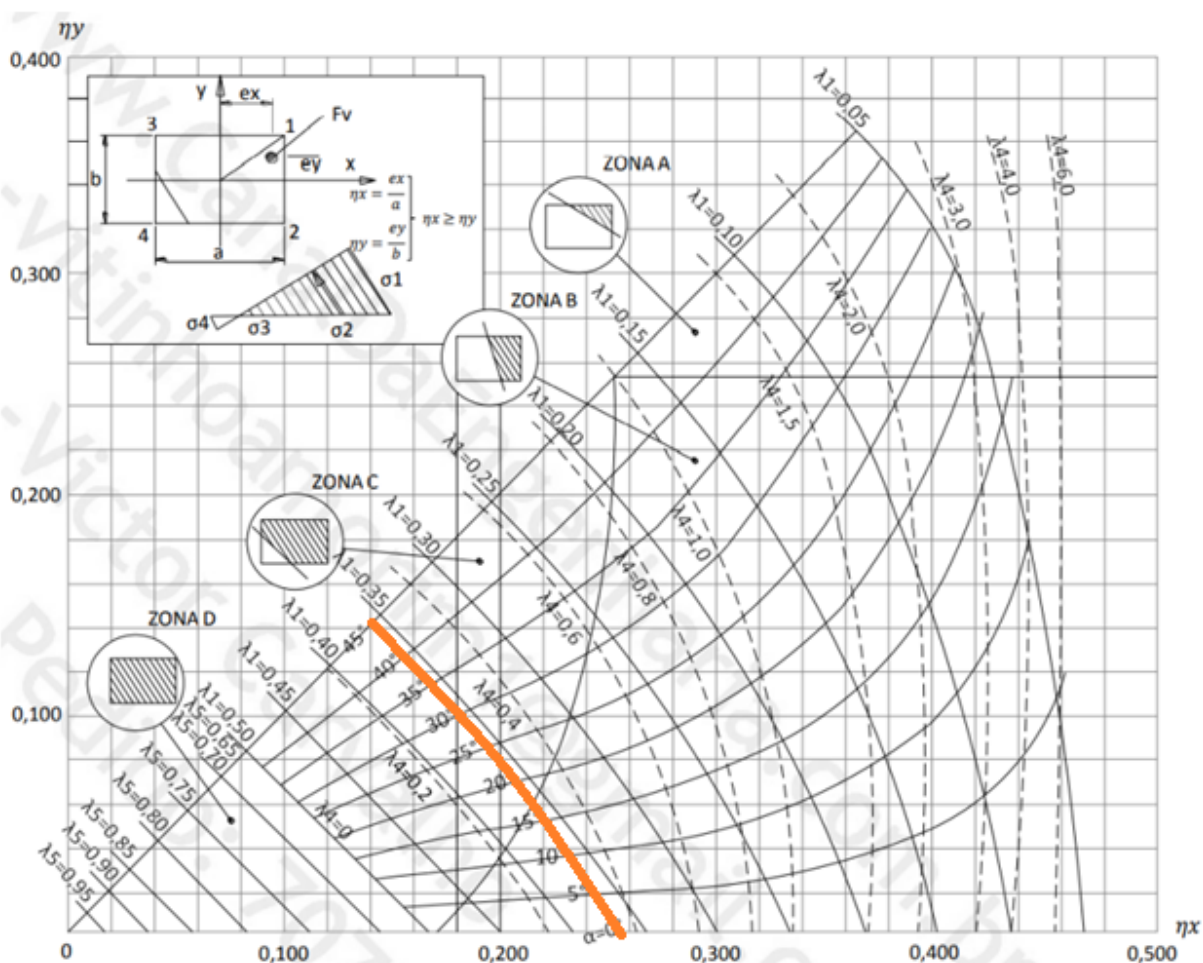 ηy
0,400
0,300
0,200
0,100
0
0,100
0,200
0,300
0,400
0,500
ηx
y
ex
Fv
3
1
ey
x
b
4
2
a
ηx = ex/a
ηy = ey/b
ηx ≥ ηy
σ1
σ4
σ3
σ2
ZONA A
ZONA B
ZONA C
ZONA D
λ1=0,05
λ1=0,10
λ1=0,15
λ1=0,20
λ1=0,25
λ1=0,30
λ1=0,35
λ1=0,40
λ1=0,45
λ1=0,50
λ5=0,65
λ5=0,70
λ5=0,75
λ5=0,80
λ5=0,85
λ5=0,90
λ5=0,95
λ4=6,0
λ4=4,0
λ4=3,0
λ4=2,0
λ4=1,5
λ4=1,0
λ4=0,8
λ4=0,6
λ4=0,4
λ4=0,2
λ4=0
45°
40°
35°
30°
25°
20
15
10
5°
α=0°